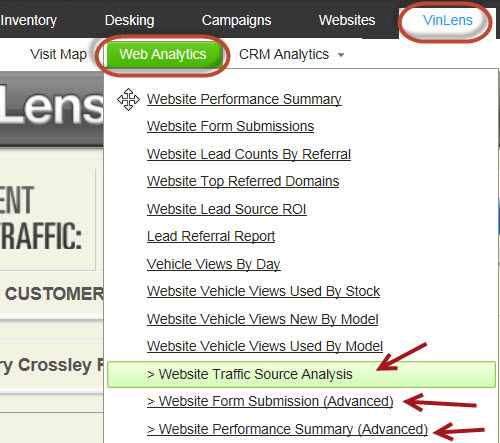 Inventory Desking Campaigns Websites VinLens
Visit Map Web Analytics CRM Analytics
Website Performance Summary
Lens
Website Form Submissions
Website Lead Counts By Referral
Website Top Referred Domains
ENT
Website Lead Source ROI
RAFFIC:
Lead Referral Report
Vehicle Views By Day
CUSTOMER
Website Vehicle Views Used By Stock
Website Vehicle Views New By Model
Website Vehicle Views Used By Model
ry Crossley F
> Website Traffic Source Analysis
> Website Form Submission (Advanced)
> Website Performance Summary (Advanced)